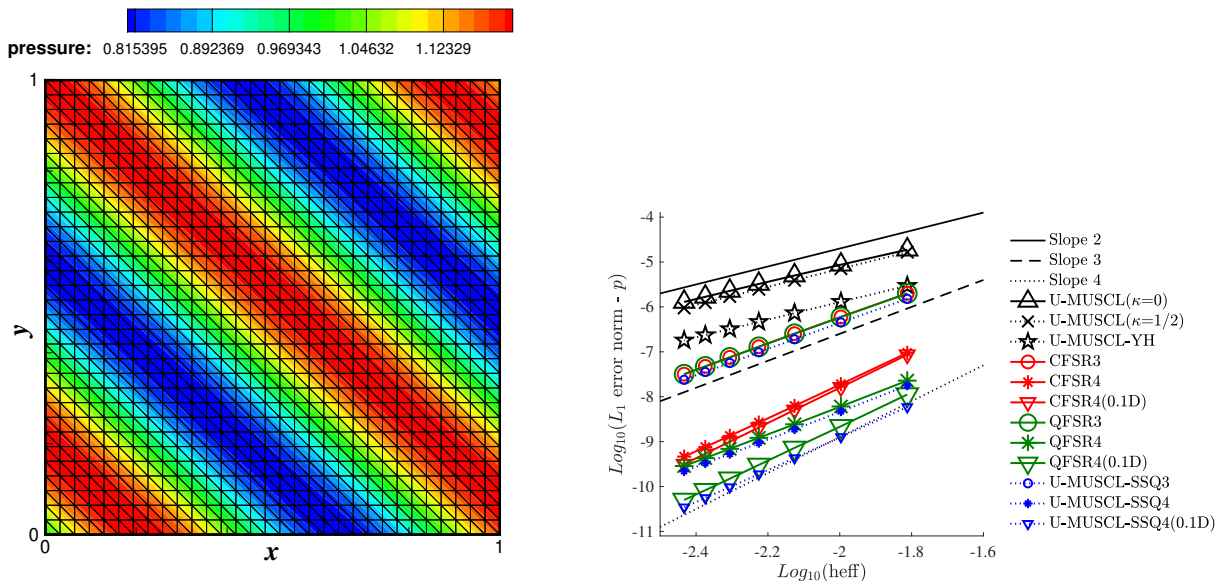 pressure: 0.815395 0.892369 0.969343 1.04632 1.12329
1
y
0
0
x
1
-4
-5
-6
-7
-8
-9
-10
-11
Log10(L1 error norm - p)
-2.4 -2.2 -2 -1.8 -1.6
Log10(heff)
Slope 2
Slope 3
Slope 4
U-MUSCL(κ=0)
U-MUSCL(κ=1/2)
U-MUSCL-YH
CFSR3
CFSR4
CFSR4(0.1D)
QFSR3
QFSR4
QFSR4(0.1D)
U-MUSCL-SSQ3
U-MUSCL-SSQ4
U-MUSCL-SSQ4(0.1D)